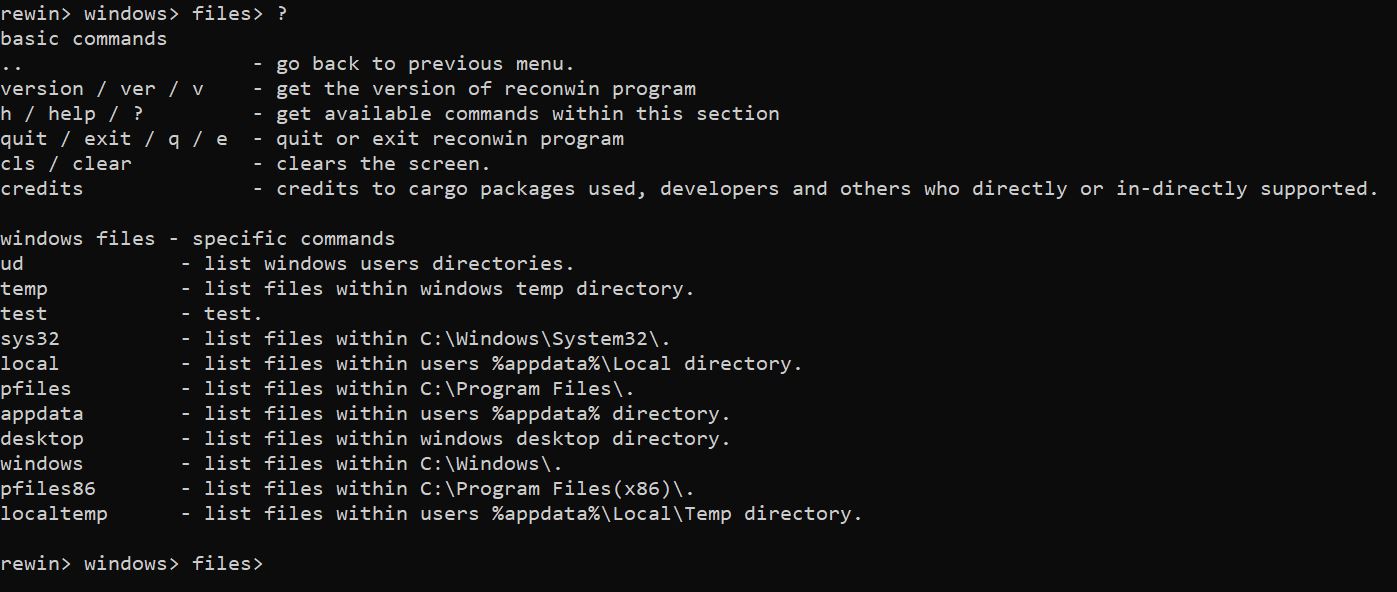 rewin> windows> files> ?
basic commands
..                   - go back to previous menu.
version / ver / v    - get the version of reconwin program
h / help / ?         - get available commands within this section
quit / exit / q / e  - quit or exit reconwin program
cls / clear          - clears the screen.
credits              - credits to cargo packages used, developers and others who directly or in-directly supported.

windows files - specific commands
ud             - list windows users directories.
temp           - list files within windows temp directory.
test           - test.
sys32          - list files within C:\Windows\System32\.
local          - list files within users %appdata%\Local directory.
pfiles         - list files within C:\Program Files\.
appdata        - list files within users %appdata% directory.
desktop        - list files within windows desktop directory.
windows        - list files within C:\Windows\.
pfiles86       - list files within C:\Program Files(x86)\.
localtemp      - list files within users %appdata%\Local\Temp directory.

rewin> windows> files>